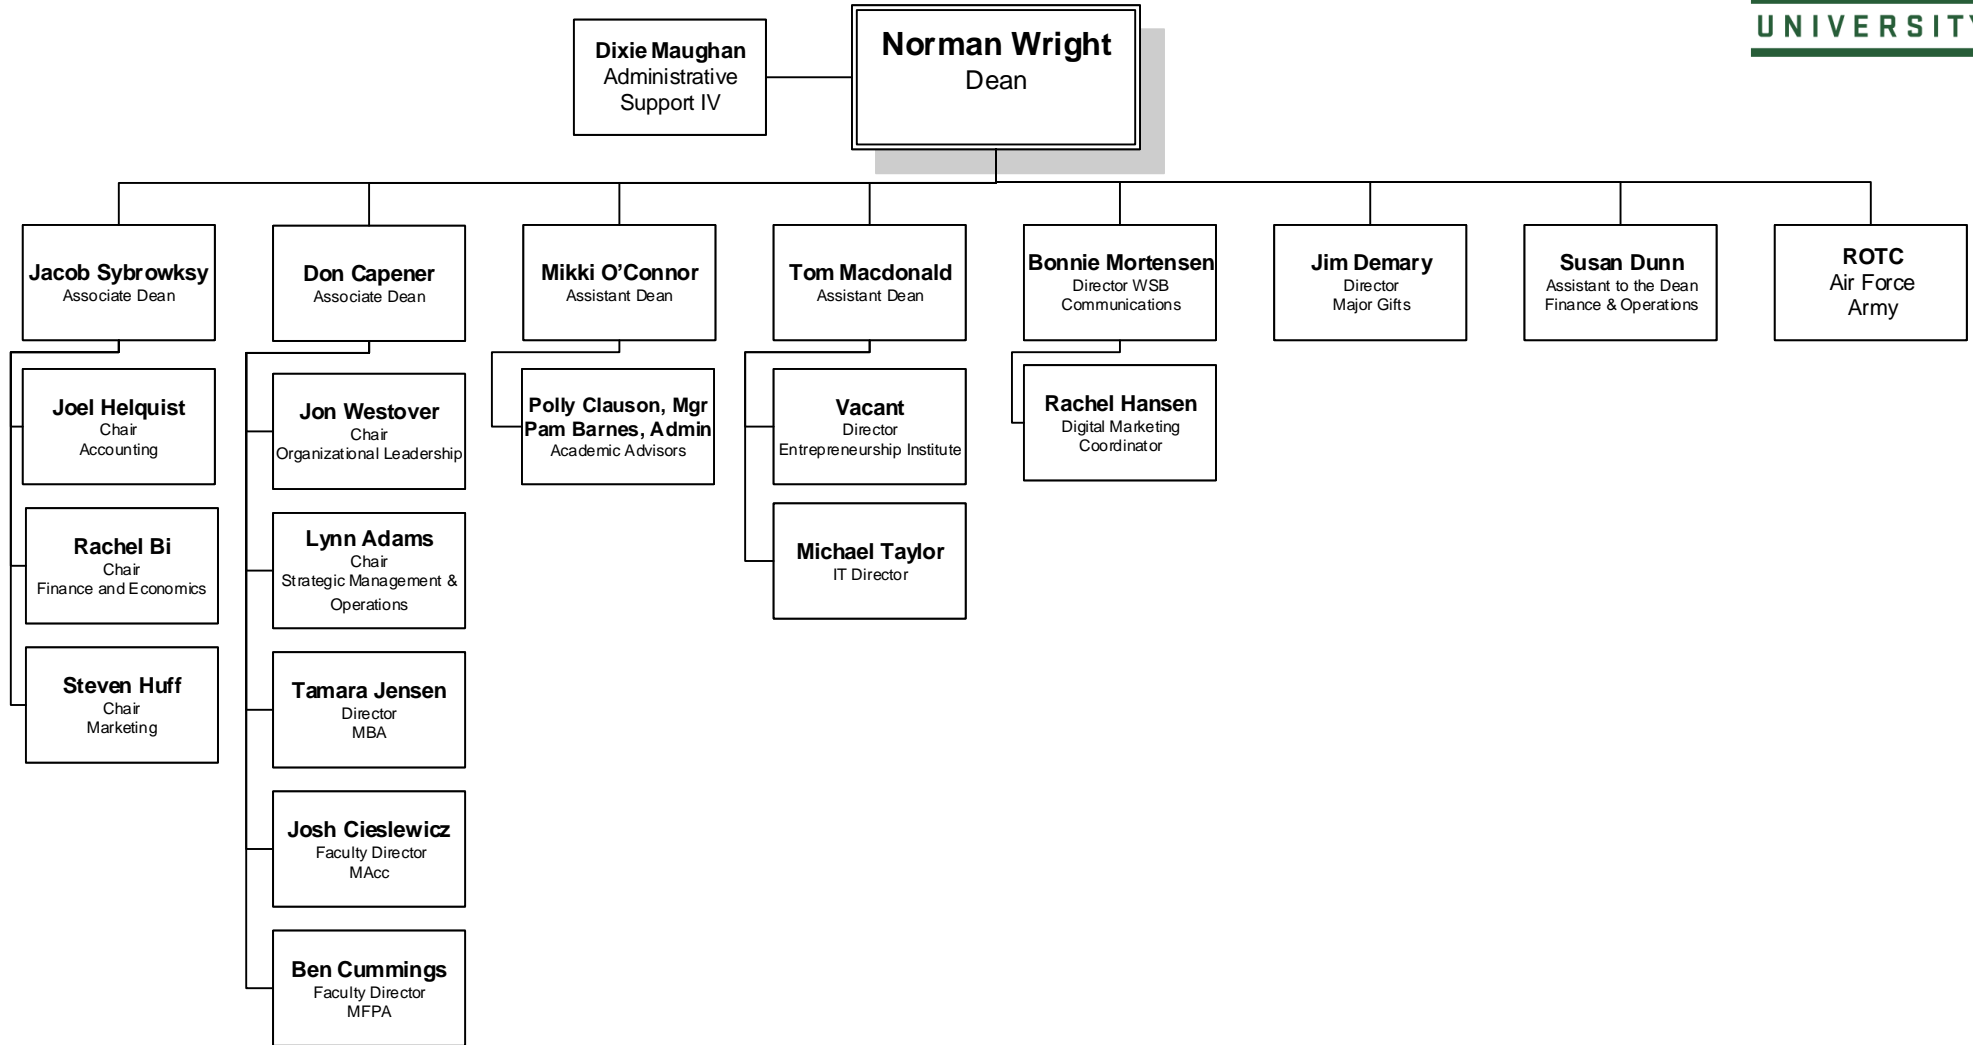 UNIVERSITY
Dixie Maughan
Administrative
Support IV
Norman Wright
Dean
Jacob Sybrowksy
Associate Dean
Don Capener
Associate Dean
Mikki O’Connor
Assistant Dean
Tom Macdonald
Assistant Dean
Bonnie Mortensen
Director WSB
Communications
Jim Demary
Director
Major Gifts
Susan Dunn
Assistant to the Dean
Finance & Operations
ROTC
Air Force
Army
Joel Helquist
Chair
Accounting
Rachel Bi
Chair
Finance and Economics
Steven Huff
Chair
Marketing
Jon Westover
Chair
Organizational Leadership
Lynn Adams
Chair
Strategic Management &
Operations
Tamara Jensen
Director
MBA
Josh Cieslewicz
Faculty Director
MAcc
Ben Cummings
Faculty Director
MFPA
Polly Clauson, Mgr
Pam Barnes, Admin
Academic Advisors
Vacant
Director
Entrepreneurship Institute
Michael Taylor
IT Director
Rachel Hansen
Digital Marketing
Coordinator